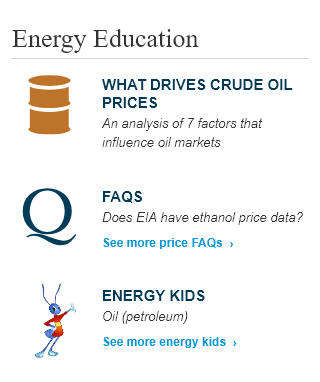 Energy Education
WHAT DRIVES CRUDE OIL
PRICES
An analysis of 7 factors that
influence oil markets
Q
FAQS
Does EIA have ethanol price data?
See more price FAQs ›
ENERGY KIDS
Oil (petroleum)
See more energy kids ›